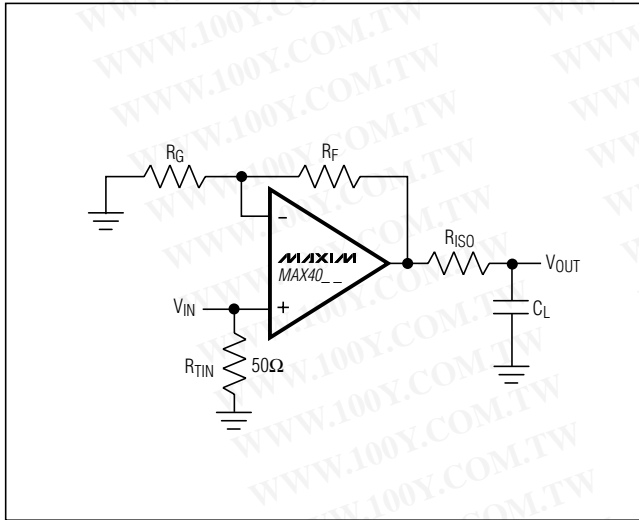 WWW.100Y.COM.TW
RG
RF
MAXIM
MAX40_ _
RISO
VOUT
CL
VIN
RTIN
50Ω
-
+